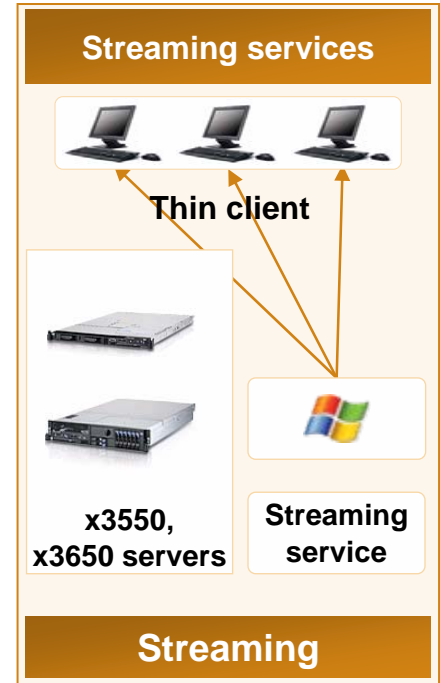 Streaming services
Thin client
x3550,
x3650 servers
Streaming
service
Streaming